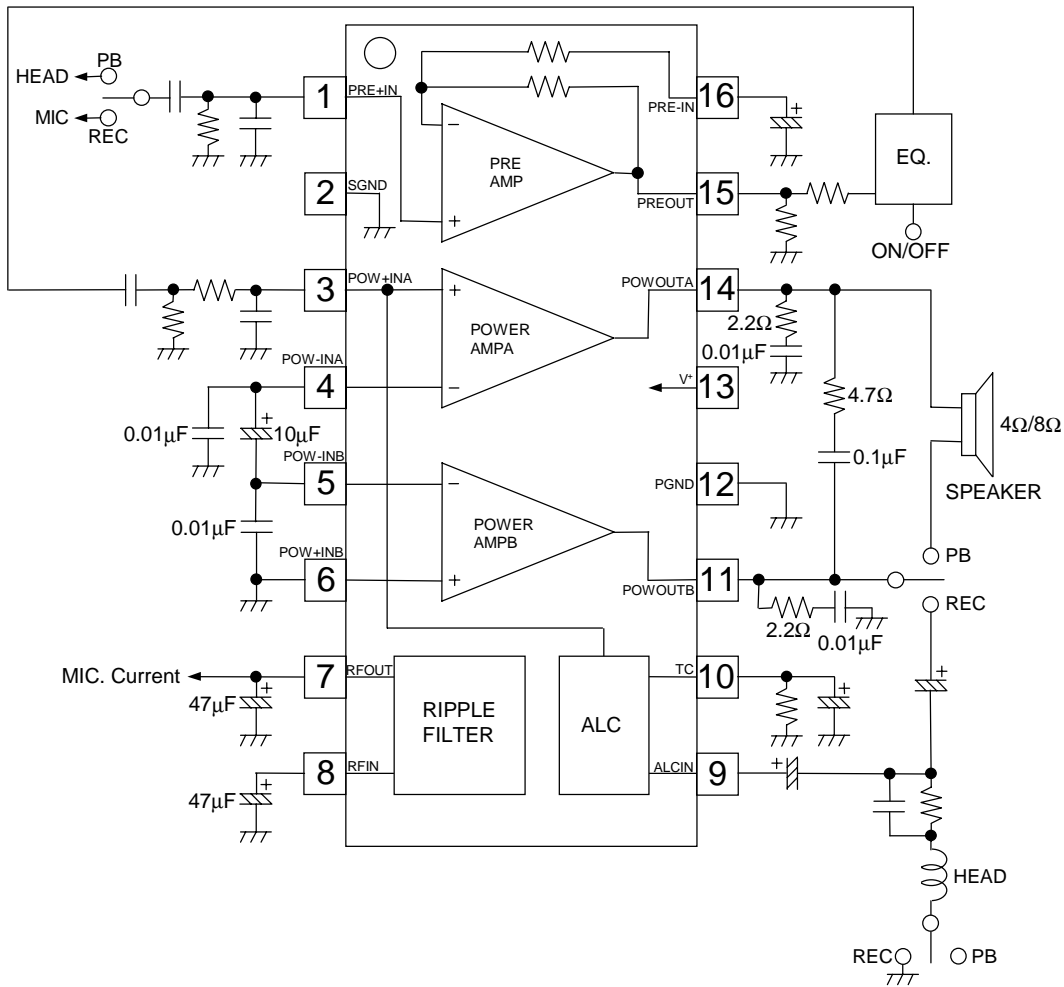 PB
HEAD
MIC
REC
1
PRE+IN
2
SGND
3
POW+INA
POW-INA
4
0.01µF
10µF
POW-INB
5
0.01µF
POW+INB
6
MIC. Current
7
RFOUT
47µF
8
RFIN
47µF
PRE
AMP
POWER
AMPA
POWER
AMPB
RIPPLE
FILTER
ALC
PRE-IN
16
PREOUT
15
EQ.
ON/OFF
POWOUTA
14
2.2Ω
0.01µF
V+
13
4.7Ω
0.1µF
4Ω/8Ω
SPEAKER
PGND
12
PB
POWOUTB
11
REC
2.2Ω
0.01µF
TC
10
ALCIN
9
HEAD
REC
PB
+
−
+
−
−
+
+
+
+
+
+
+
+
+